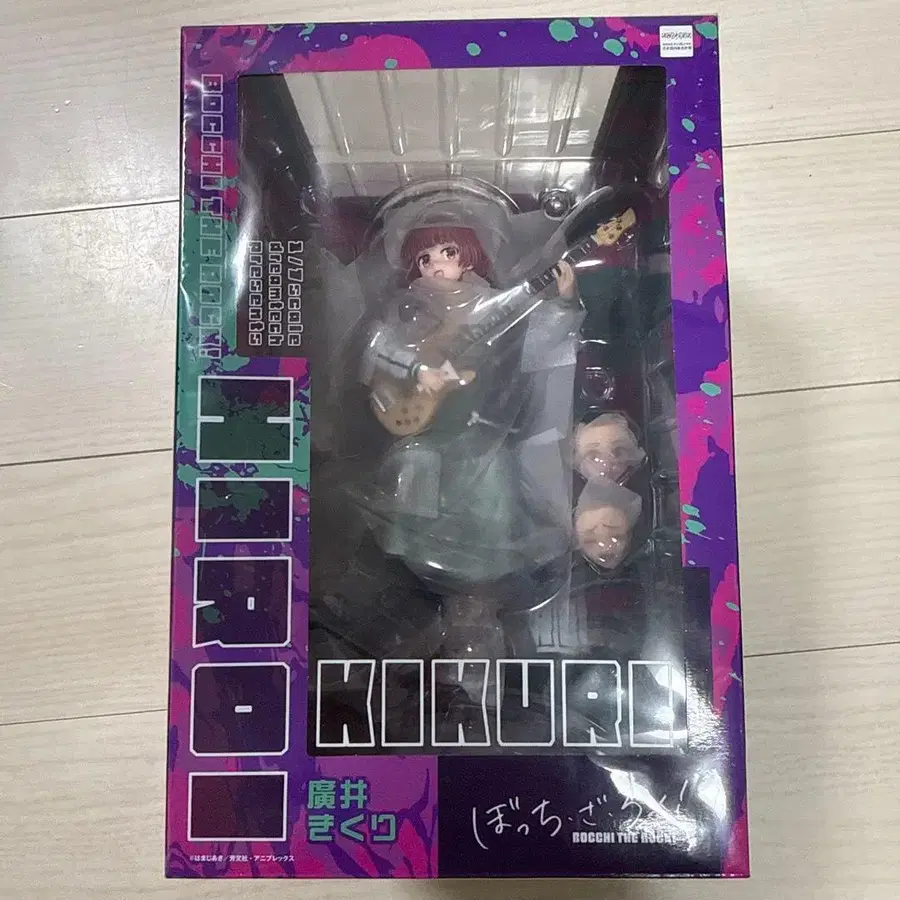 BOCCHI THE ROCK!
1/7 scale
dreamtech
presents
HIROI
KIKURI
廣井
きくり
ぼっち・ざ・ろっく!
BOCCHI THE ROCK!
©はまじあき/芳文社・アニプレックス